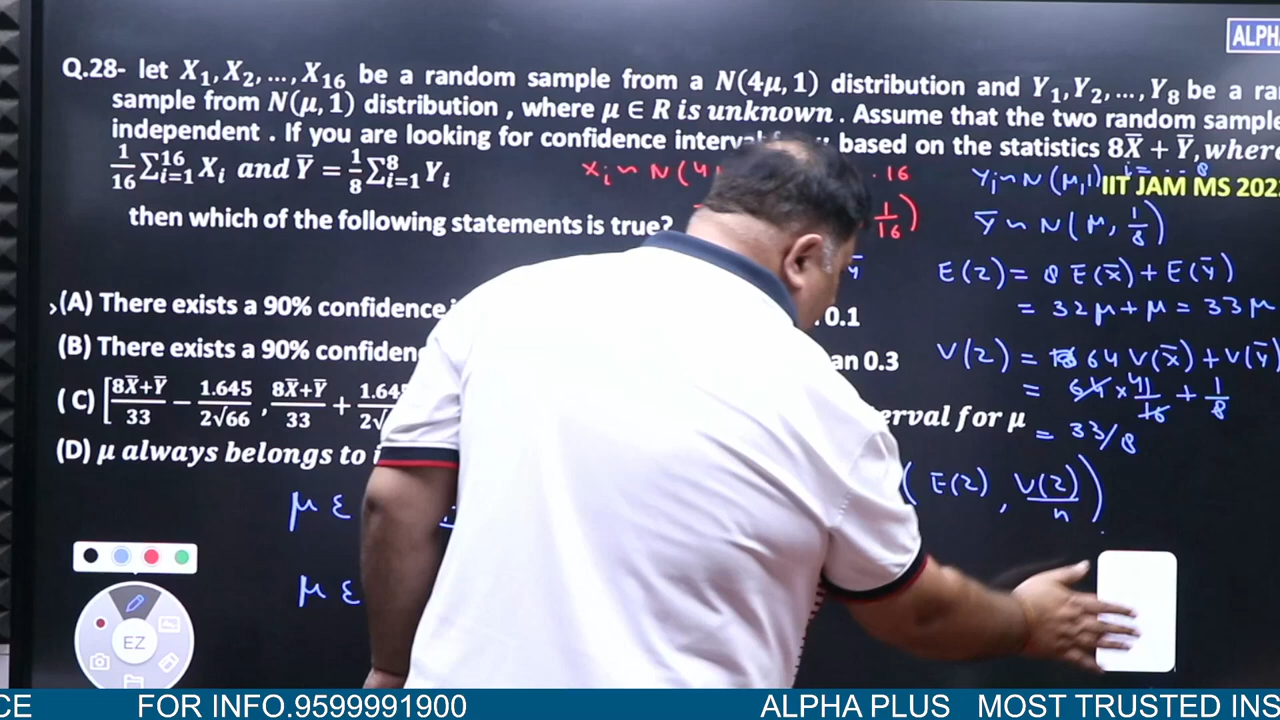 ALPH
Q.28- let X₁, X₂, ..., X₁₆ be a random sample from a N(4μ, 1) distribution and Y₁, Y₂, ..., Y₈ be a ra
sample from N(μ, 1) distribution , where μ ∈ R is unknown . Assume that the two random sample
independent . If you are looking for confidence interval based on the statistics 8X̄ + Ȳ, where
1/16 ∑ᵢ₌₁¹⁶ Xᵢ and Ȳ = 1/8 ∑ᵢ₌₁⁸ Yᵢ
Xᵢ ~ N(4 . 16
Yᵢ ~ N(μ,1) i= ... 8
IIT JAM MS 202
then which of the following statements is true?
1/16)
Ȳ ~ N(μ, 1/8)
ȳ
E(Z) = 8 E(x̄) + E(ȳ)
= 32μ + μ = 33μ
(A) There exists a 90% confidence 0.1
(B) There exists a 90% confiden an 0.3
V(Z) = 64 V(x̄) + V(ȳ)
= 64 × 1/16 + 1/8
= 33/8
(C) [8X̄+Ȳ/33 − 1.645/2√66 , 8X̄+Ȳ/33 + 1.645/2√ erval for μ
(D) μ always belongs to
( E(Z), V(Z)/n )
μ ε
μ ε
EZ
CE FOR INFO.9599991900 ALPHA PLUS MOST TRUSTED INS